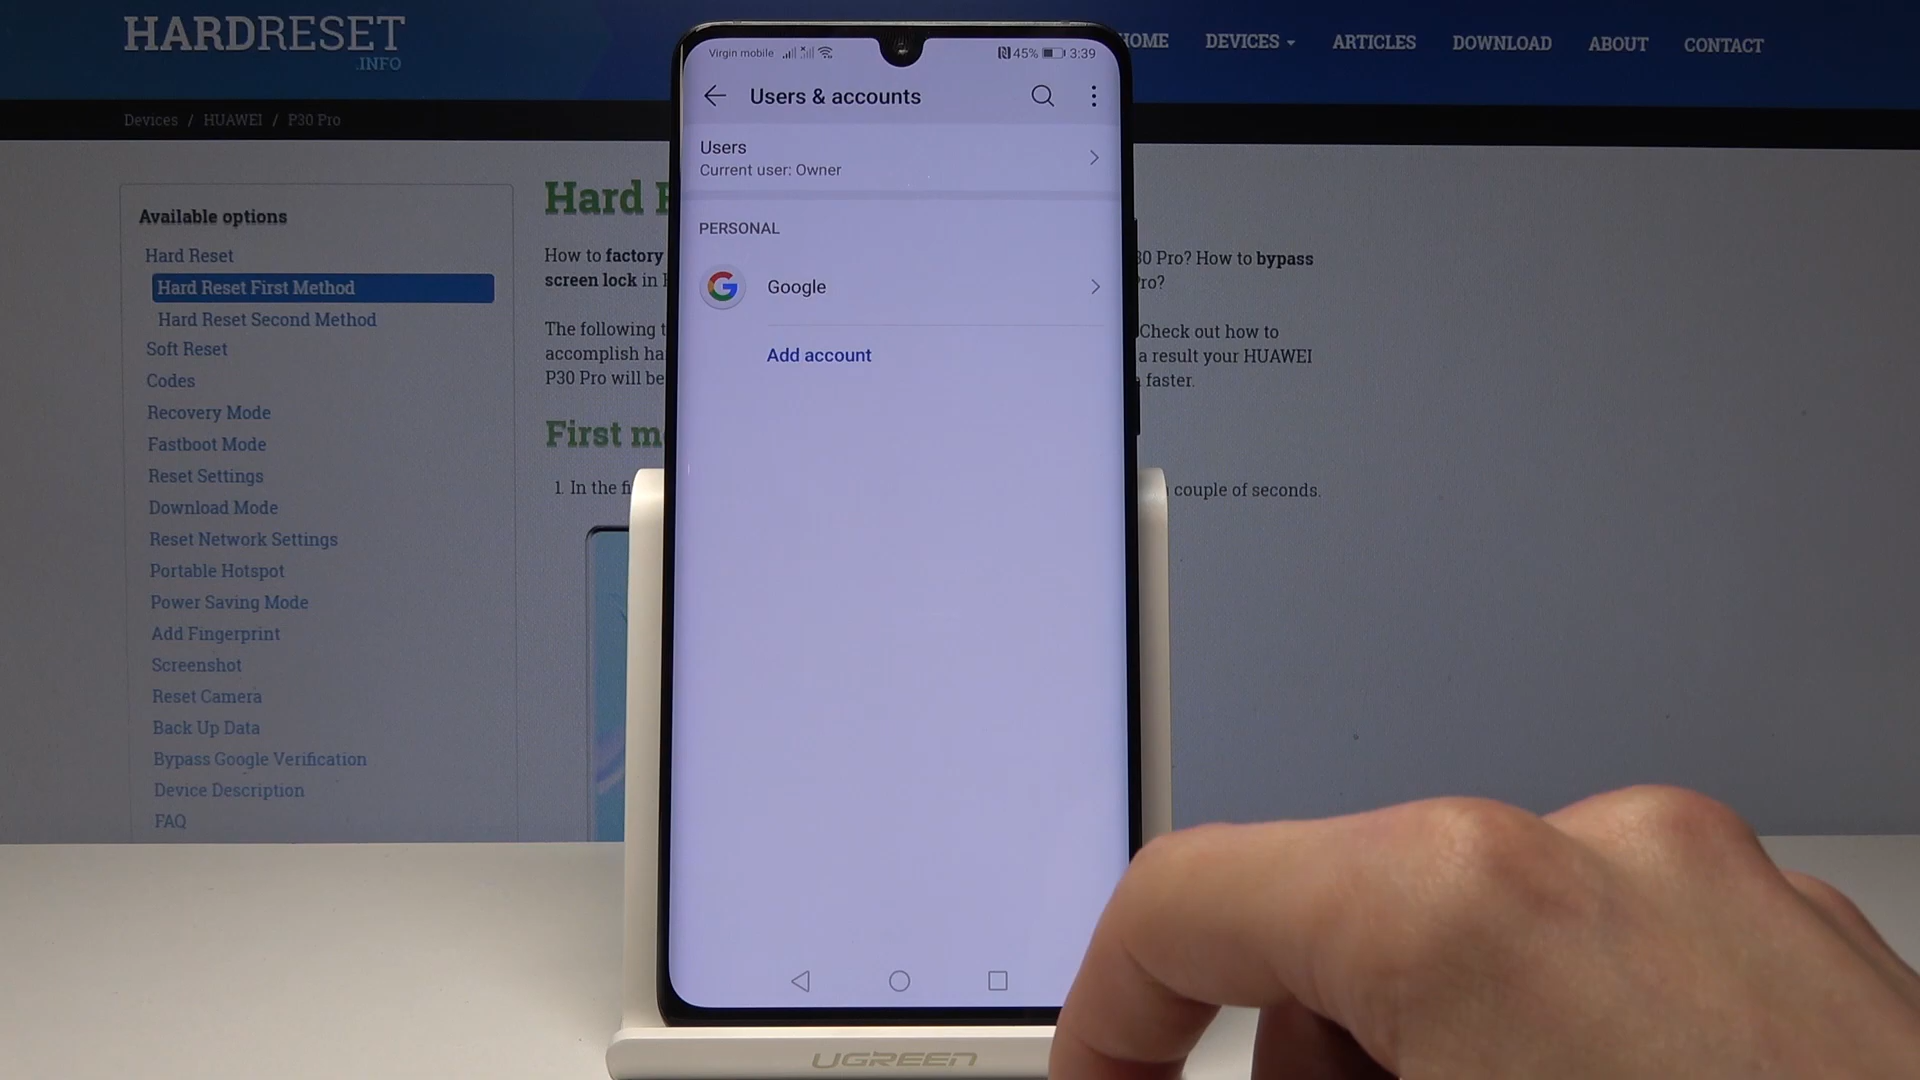 HARDRESET
.INFO
HOME
DEVICES
ARTICLES
DOWNLOAD
ABOUT
CONTACT
Devices / HUAWEI / P30 Pro
Available options
Hard Reset
Hard Reset First Method
Hard Reset Second Method
Soft Reset
Codes
Recovery Mode
Fastboot Mode
Reset Settings
Download Mode
Reset Network Settings
Portable Hotspot
Power Saving Mode
Add Fingerprint
Screenshot
Reset Camera
Back Up Data
Bypass Google Verification
Device Description
FAQ
Hard
How to factory
30 Pro? How to bypass
screen lock in
ro?
The following
Check out how to
accomplish ha
a result your HUAWEI
P30 Pro will be
faster.
First m
1. In the fi
couple of seconds.
Virgin mobile
45%
3:39
Users & accounts
Users
Current user: Owner
PERSONAL
Google
Add account
UGREEN